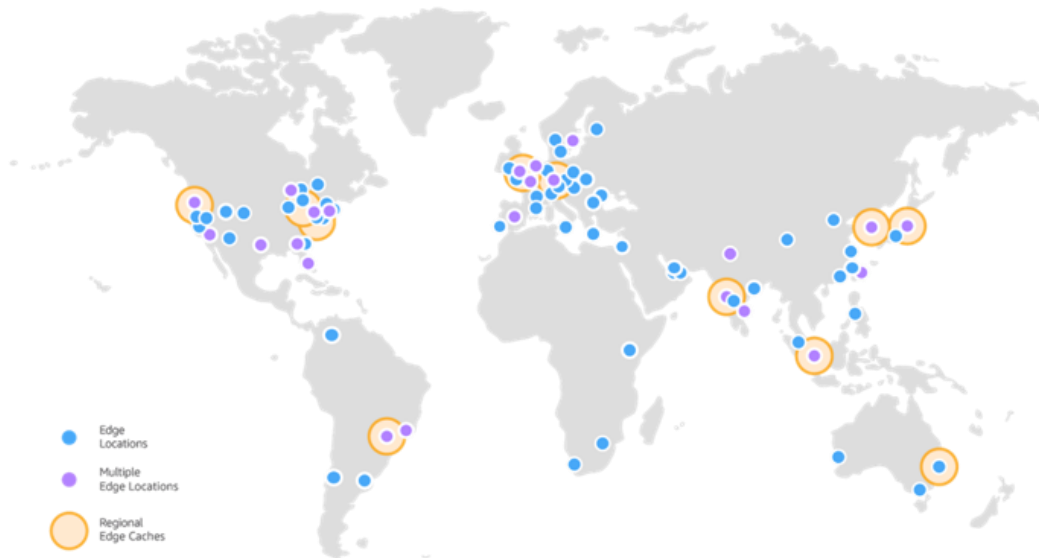 Edge
Locations
Multiple
Edge Locations
Regional
Edge Caches